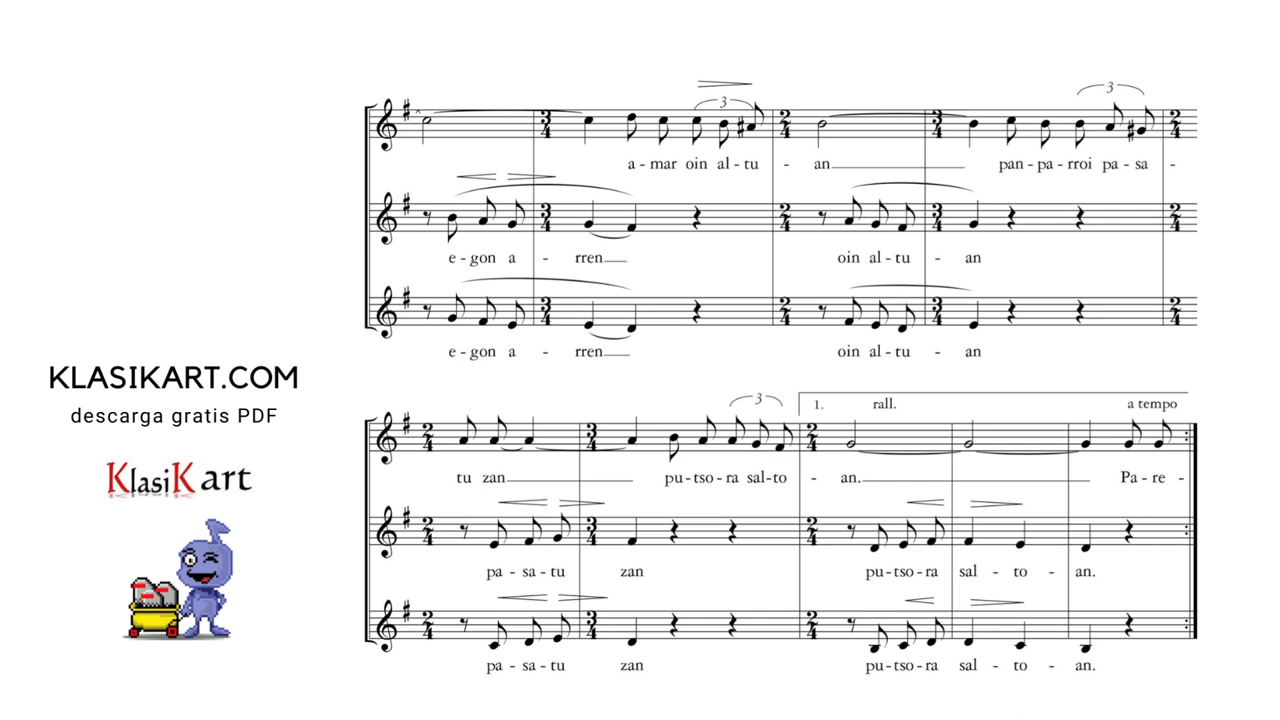 3
3
a - mar oin al - tu - an pan - pa - rroi pa - sa -
e - gon a - rren oin al - tu - an
e - gon a - rren oin al - tu - an
KLASIKART.COM
descarga gratis PDF
KlasiKart
3
1. rall. a tempo
tu zan pu - tso - ra sal - to - an. Pa - re -
pa - sa - tu zan pu - tso - ra sal - to - an.
pa - sa - tu zan pu - tso - ra sal - to - an.